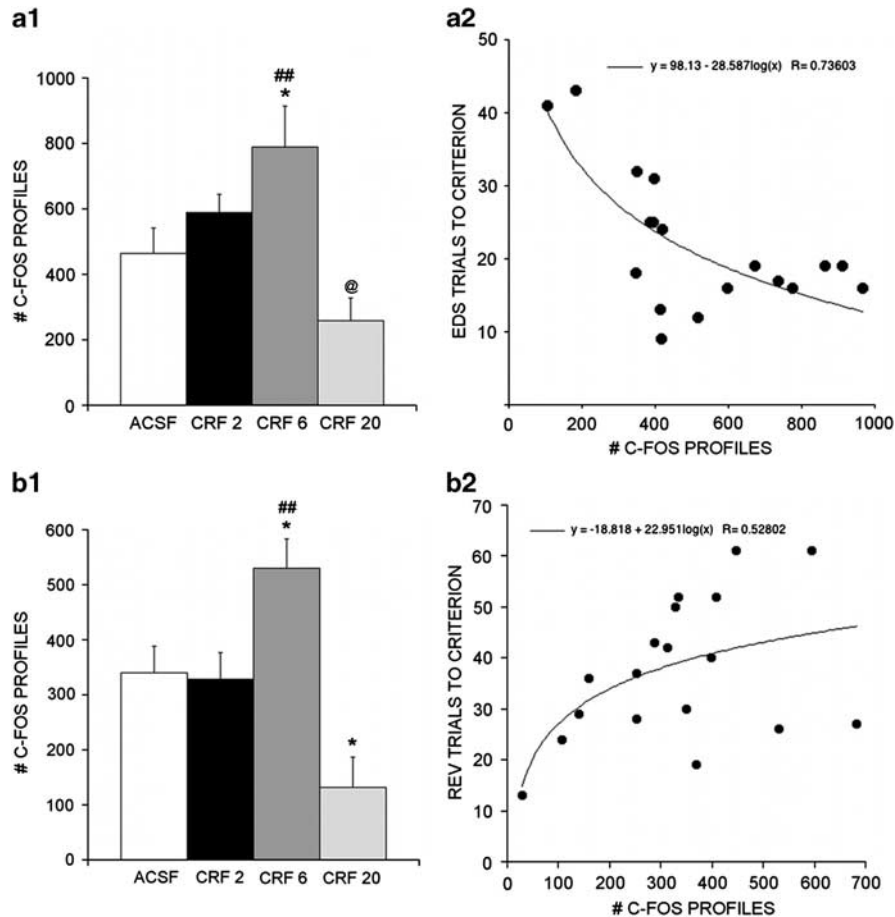 a1
1000
800
600
400
200
0
# C-FOS PROFILES
##
*
@
ACSF CRF 2 CRF 6 CRF 20
a2
50
40
30
20
10
EDS TRIALS TO CRITERION
y = 98.13 - 28.587log(x) R= 0.73603
0 200 400 600 800 1000
# C-FOS PROFILES
b1
600
500
400
300
200
100
0
# C-FOS PROFILES
##
*
*
ACSF CRF 2 CRF 6 CRF 20
b2
70
60
50
40
30
20
10
0
REV TRIALS TO CRITERION
y = -18.818 + 22.951log(x) R= 0.52802
0 100 200 300 400 500 600 700
# C-FOS PROFILES